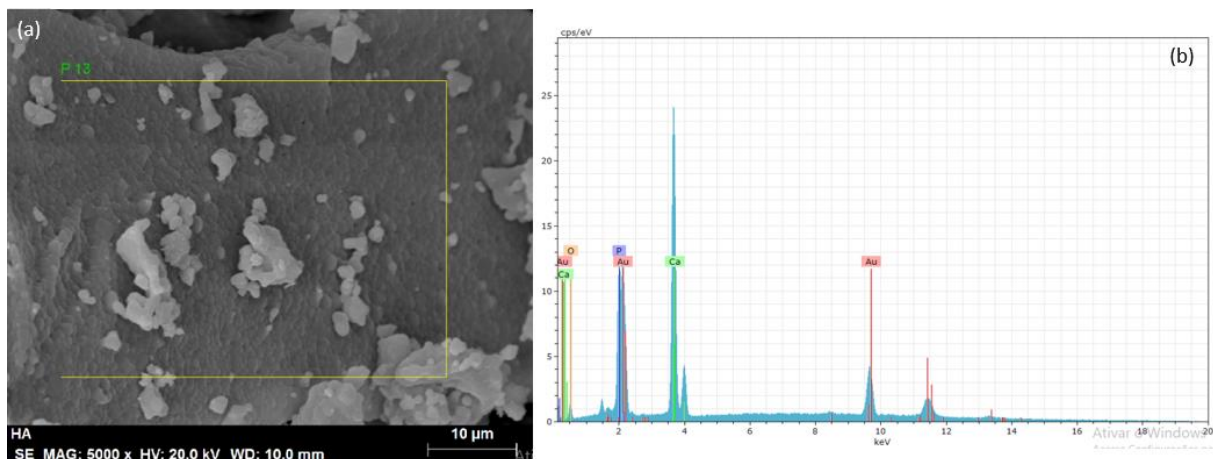 (a)
P 13
HA
10 µm
SE MAG: 5000 x HV: 20.0 kV WD: 10.0 mm
At
cps/eV
(b)
25
20
15
10
5
0
O
P
Au
Au
Ca
Ca
Au
2
4
6
8
10
12
14
16
18
20
keV
Ativar o Windows